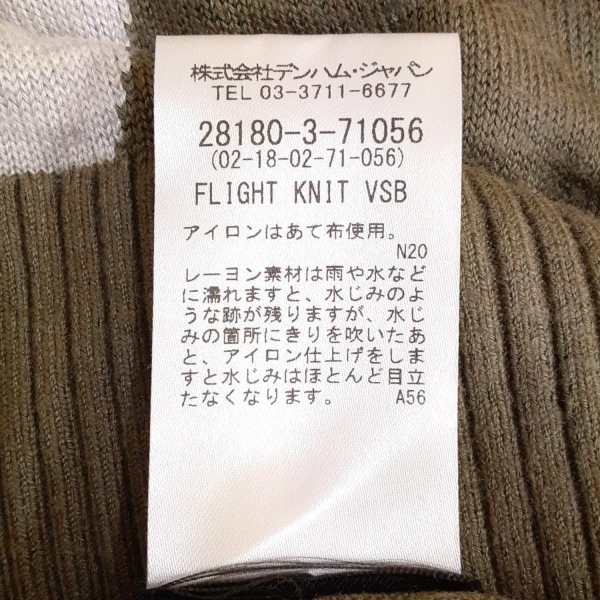 株式会社デンハム・ジャパン
TEL 03-3711-6677
28180-3-71056
(02-18-02-71-056)
FLIGHT KNIT VSB
アイロンはあて布使用。
N20
レーヨン素材は雨や水など
に濡れますと、水じみのよ
うな跡が残りますが、水じ
みの箇所にきりを吹いたあ
と、アイロン仕上げをしま
すと水じみはほとんど目立
たなくなります。 A56